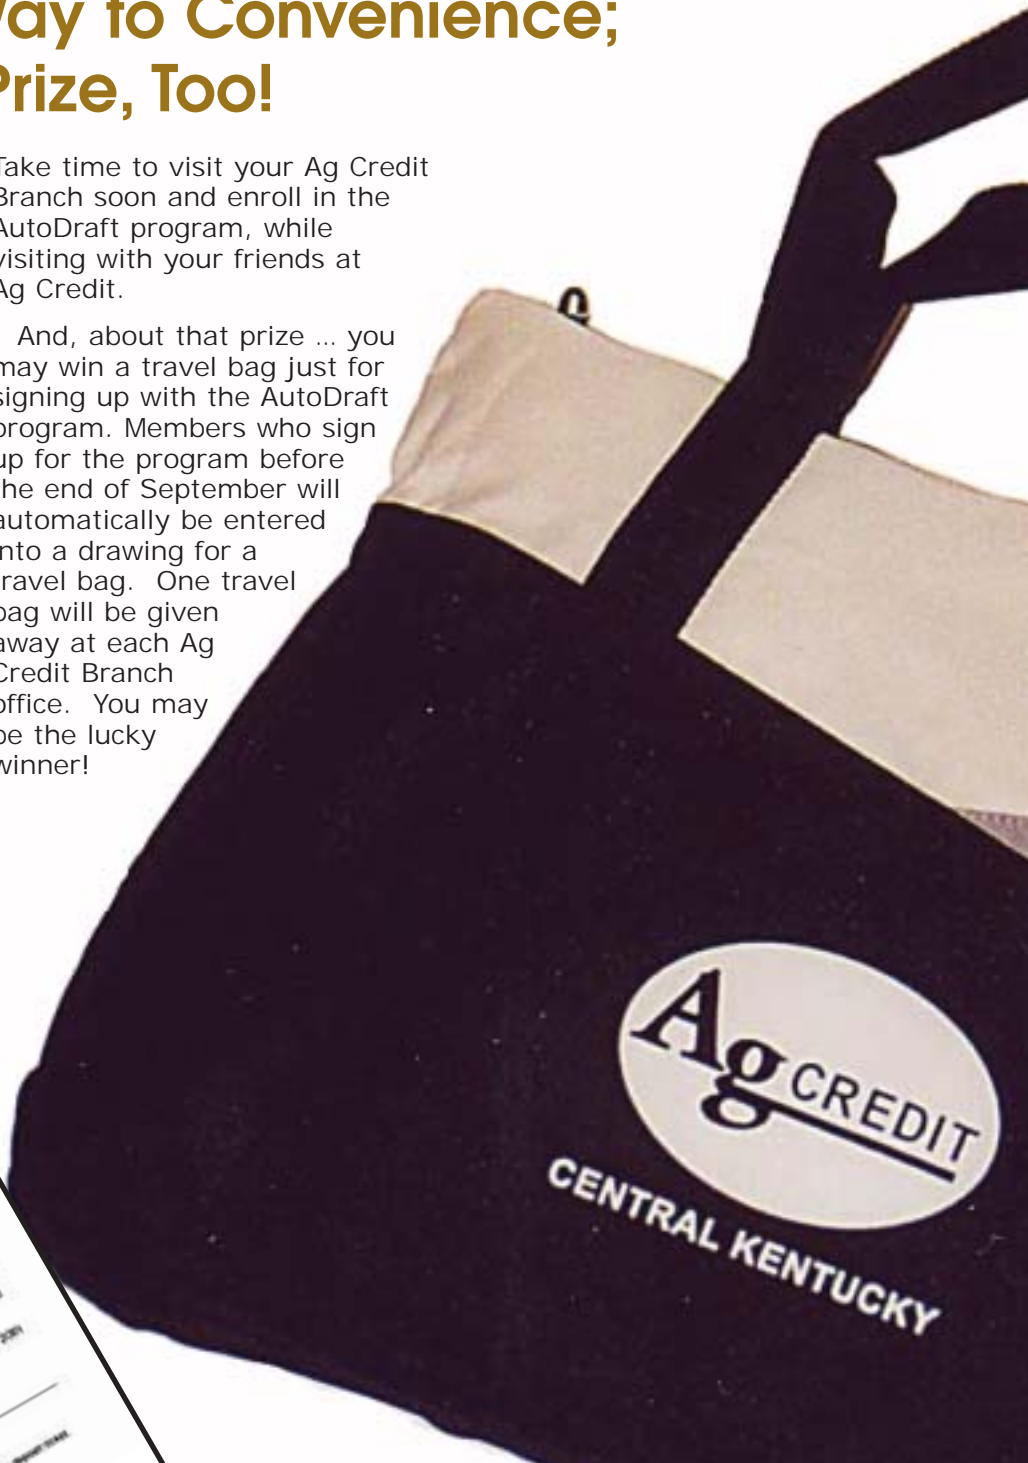 Way to Convenience;
Prize, Too!
Take time to visit your Ag Credit
Branch soon and enroll in the
AutoDraft program, while
visiting with your friends at
Ag Credit.
And, about that prize ... you
may win a travel bag just for
signing up with the AutoDraft
program. Members who sign
up for the program before
the end of September will
automatically be entered
into a drawing for a
travel bag. One travel
bag will be given
away at each Ag
Credit Branch
office. You may
be the lucky
winner!
Ag CREDIT
CENTRAL KENTUCKY